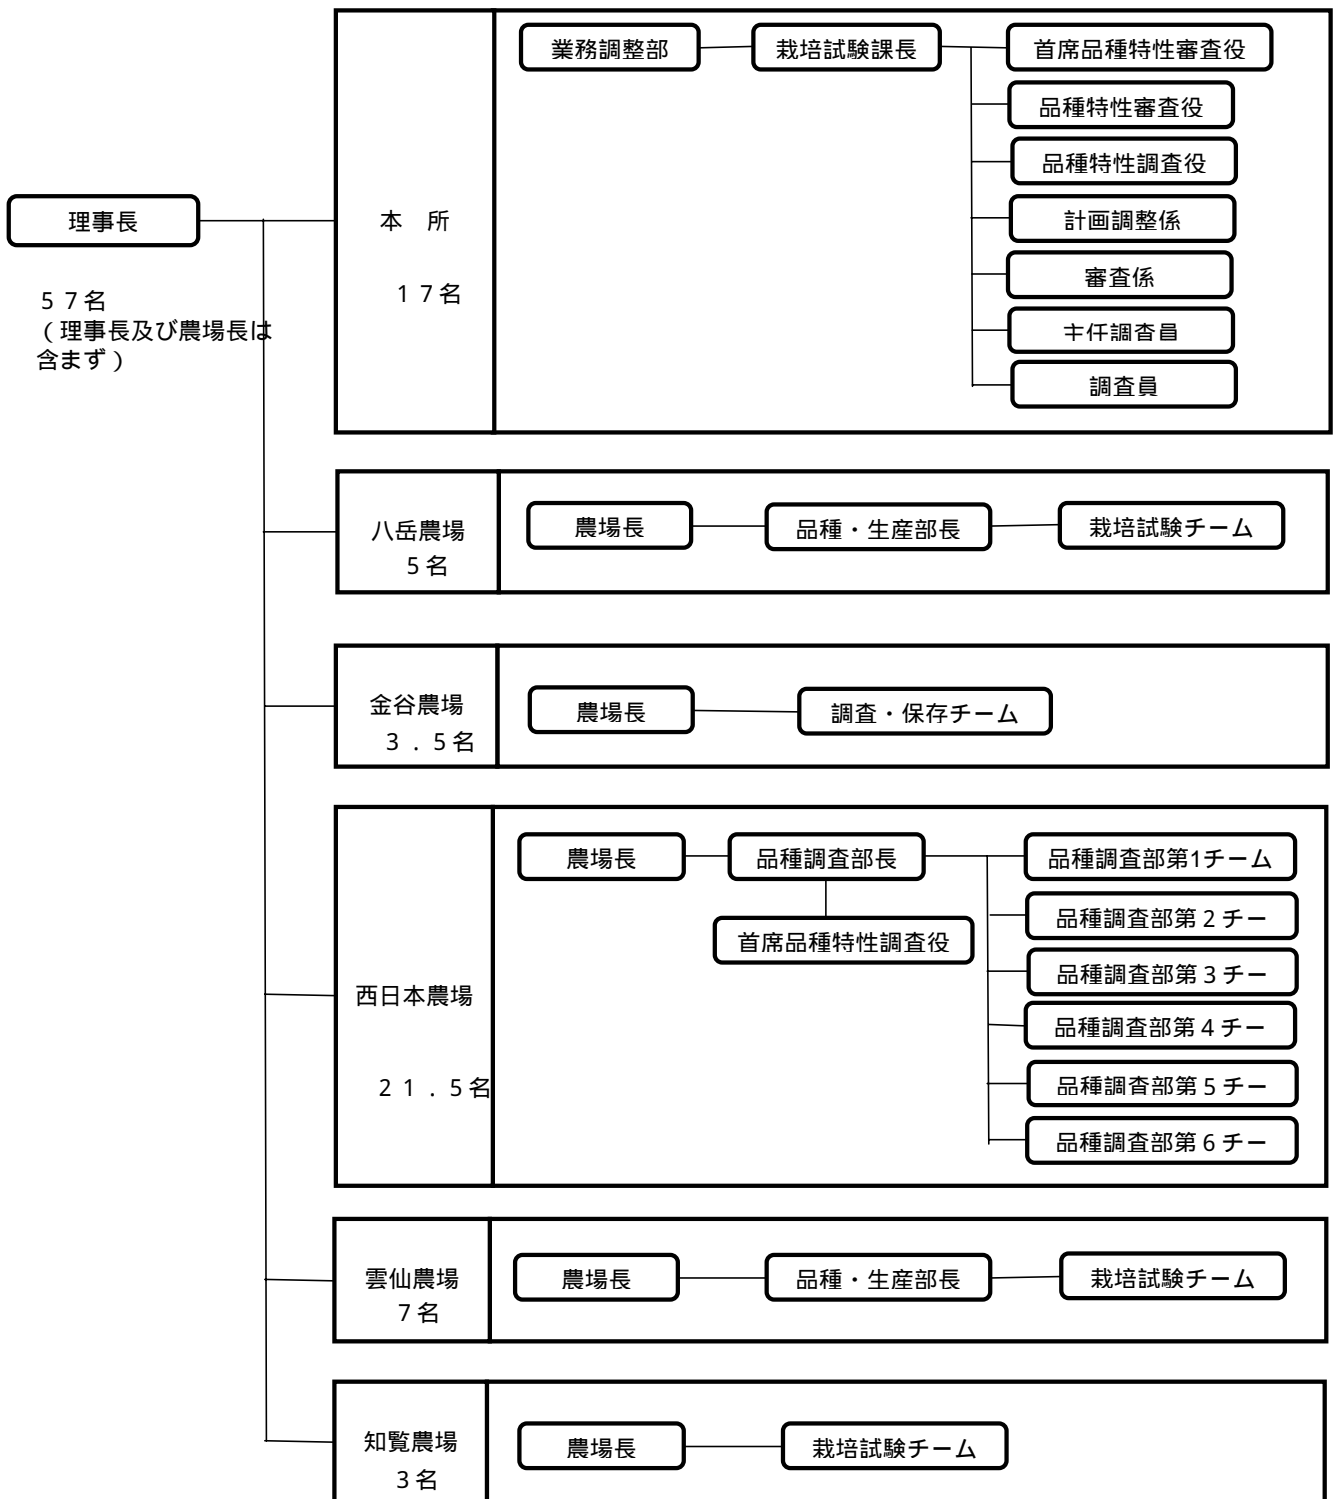 業務調整部
栽培試験課長
首席品種特性審査役
品種特性審査役
品種特性調査役
理事長
本　所
計画調整係
審査係
１７名
５７名
（理事長及び農場長は
含まず）
主任調査員
調査員
八岳農場
５名
農場長
品種・生産部長
栽培試験チーム
金谷農場
３．５名
農場長
調査・保存チーム
西日本農場
２１．５名
農場長
品種調査部長
首席品種特性調査役
品種調査部第1チーム
品種調査部第２チー
品種調査部第３チー
品種調査部第４チー
品種調査部第５チー
品種調査部第６チー
雲仙農場
７名
農場長
品種・生産部長
栽培試験チーム
知覧農場
３名
農場長
栽培試験チーム